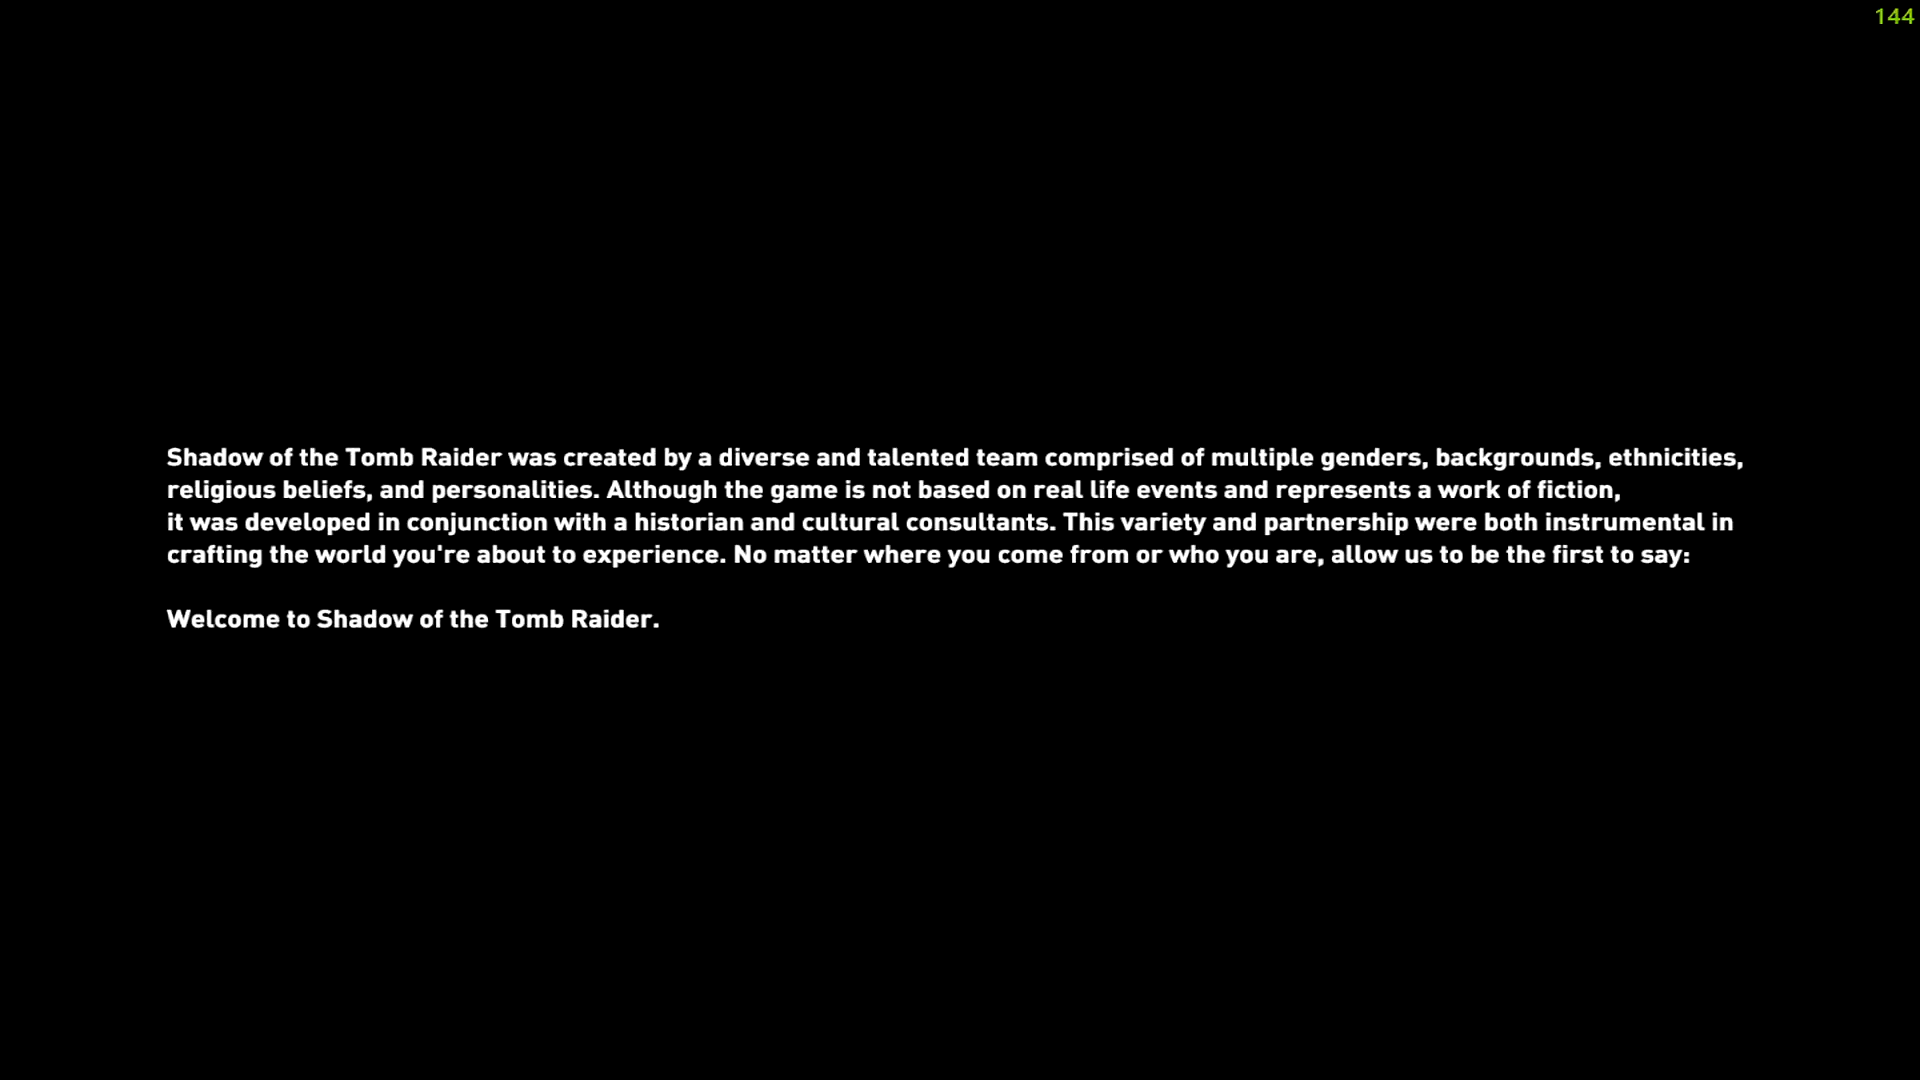 144
Shadow of the Tomb Raider was created by a diverse and talented team comprised of multiple genders, backgrounds, ethnicities,
religious beliefs, and personalities. Although the game is not based on real life events and represents a work of fiction,
it was developed in conjunction with a historian and cultural consultants. This variety and partnership were both instrumental in
crafting the world you're about to experience. No matter where you come from or who you are, allow us to be the first to say:
Welcome to Shadow of the Tomb Raider.